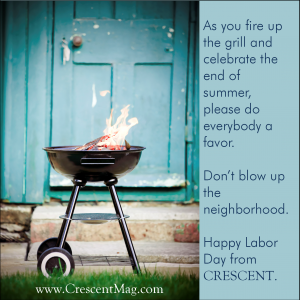 As you fire up
the grill and
celebrate the
end of
summer,
please do
everybody a
favor.
Don't blow up
the
neighborhood.
Happy Labor
Day from
CRESCENT.
www.CrescentMag.com